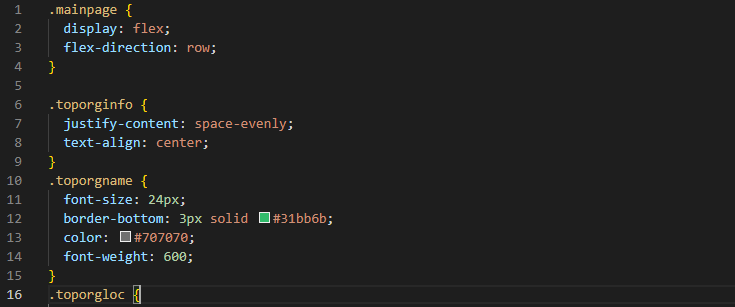 1 .mainpage {
2 display: flex;
3 flex-direction: row;
4 }
5
6 .toporginfo {
7 justify-content: space-evenly;
8 text-align: center;
9 }
10 .toporgname {
11 font-size: 24px;
12 border-bottom: 3px solid #31bb6b;
13 color: #707070;
14 font-weight: 600;
15 }
16 .toporgloc {